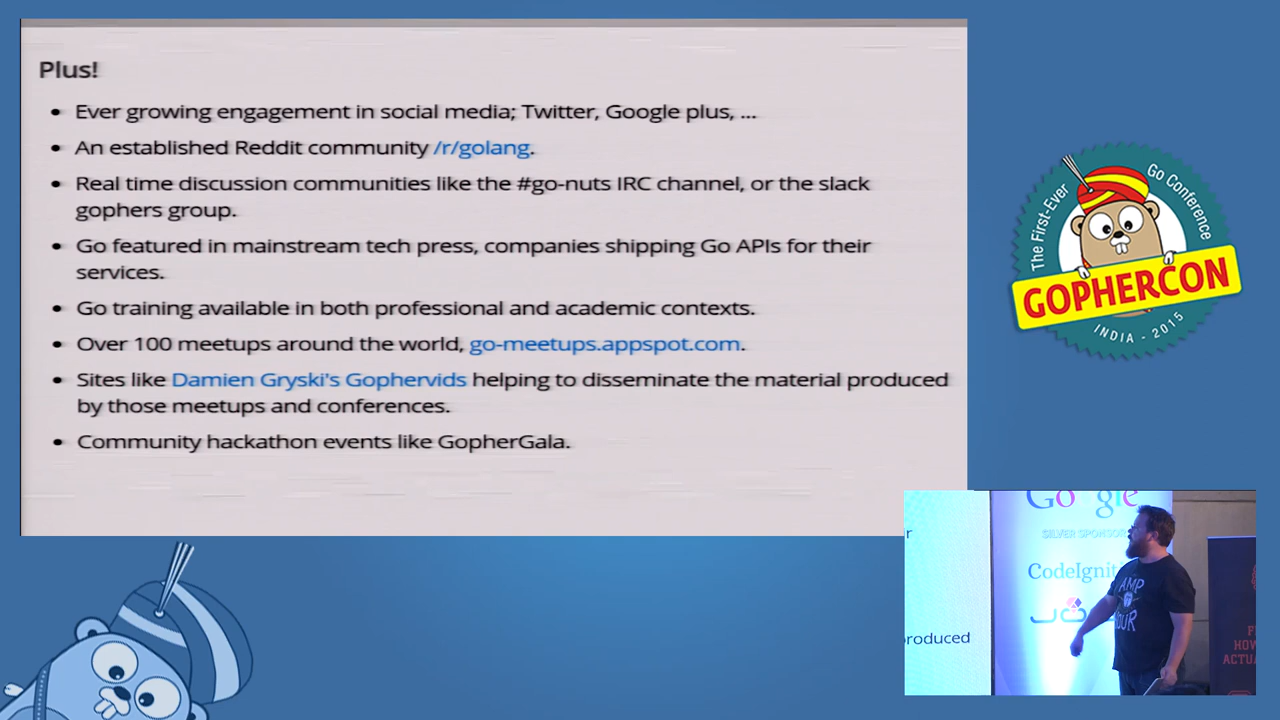 Plus!
Ever growing engagement in social media; Twitter, Google plus, ...
An established Reddit community /r/golang.
Real time discussion communities like the #go-nuts IRC channel, or the slack
gophers group.
Go featured in mainstream tech press, companies shipping Go APIs for their
services.
Go training available in both professional and academic contexts.
Over 100 meetups around the world, go-meetups.appspot.com.
Sites like Damien Gryski's Gophervids helping to disseminate the material produced
by those meetups and conferences.
Community hackathon events like GopherGala.
The First-Ever
Go Conference
GOPHERCON
INDIA - 2015
Google
SILVER SPONSOR
CodeIgnit
AMP
OUR
produced
HOW
ACTUA